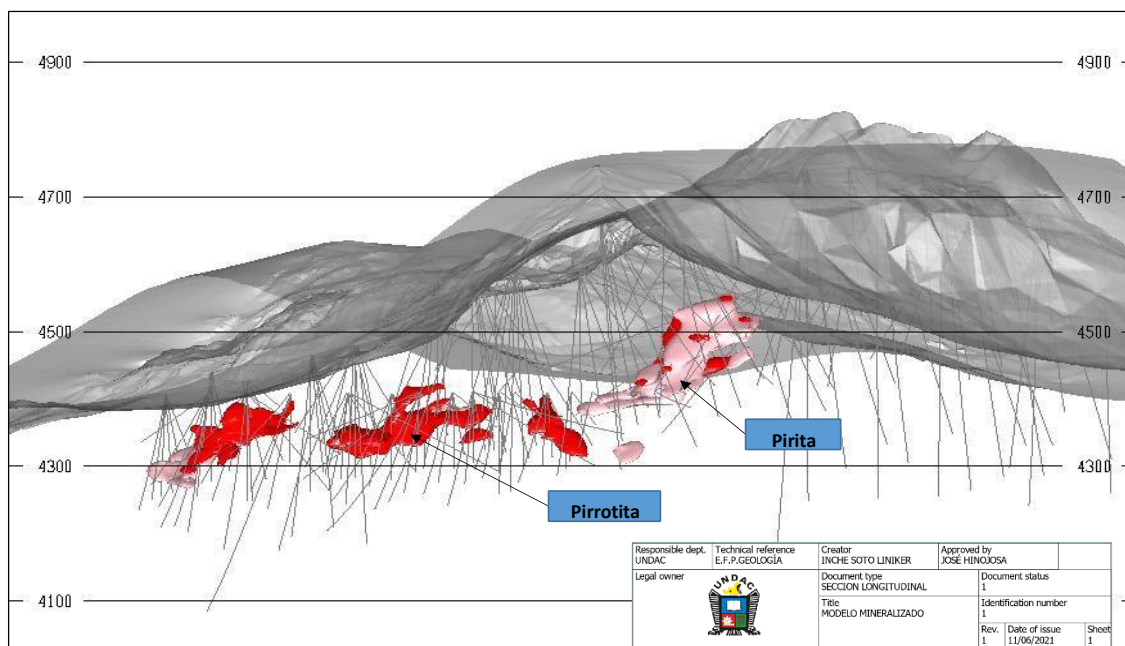 4900 4900
4700 4700
4500 4500
Pirita
4300 4300
Pirrotita
4100
Responsible dept. Technical reference Creator Approved by
UNDAC E.F.P.GEOLOGÍA INCHE SOTO LINIKER JOSÉ HINOJOSA
Legal owner Document type Document status
SECCION LONGITUDINAL 1
UNDAC
Title Identification number
MODELO MINERALIZADO 1
Rev. Date of issue Sheet
1 11/06/2021 1